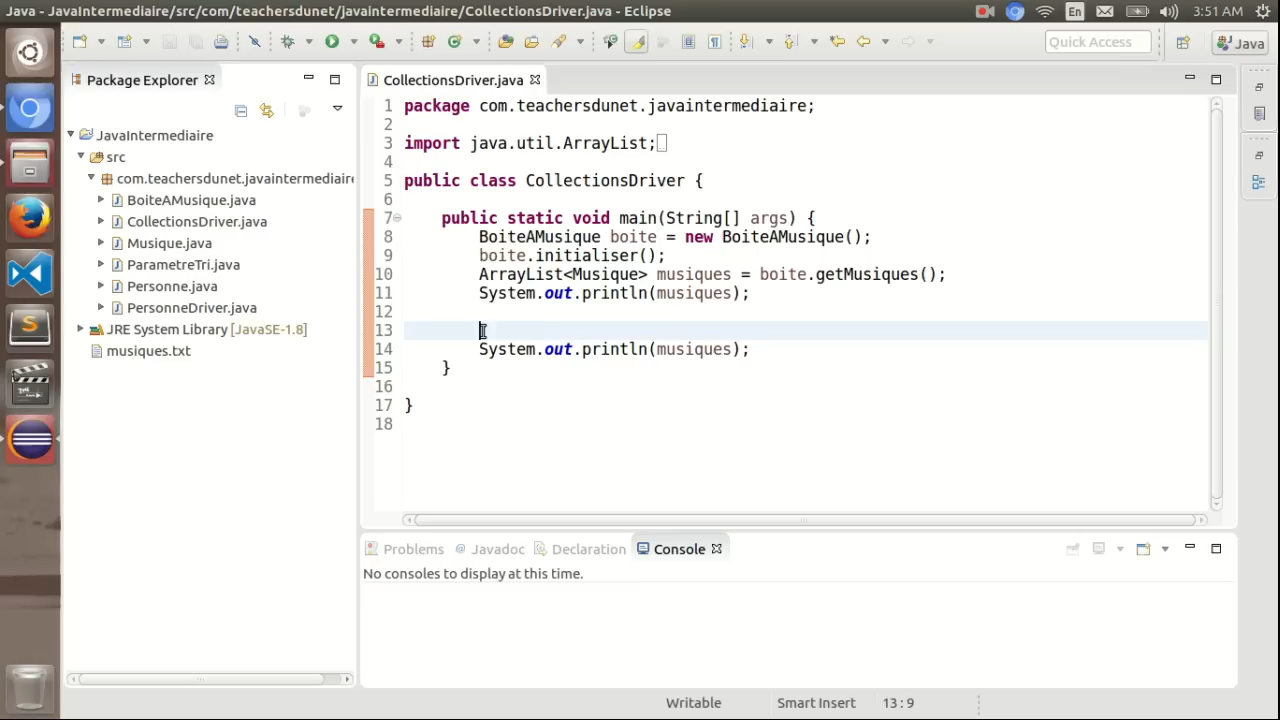 Java - JavaIntermediaire/src/com/teachersdunet/javaintermediaire/CollectionsDriver.java - Eclipse
En
3:51 AM
Quick Access
Java
Package Explorer
JavaIntermediaire
src
com.teachersdunet.javaintermediaire
BoiteAMusique.java
CollectionsDriver.java
Musique.java
ParametreTri.java
Personne.java
PersonneDriver.java
JRE System Library [JavaSE-1.8]
musiques.txt
CollectionsDriver.java
1 package com.teachersdunet.javaintermediaire;
2
3 import java.util.ArrayList;
4
5 public class CollectionsDriver {
6
7 public static void main(String[] args) {
8 BoiteAMusique boite = new BoiteAMusique();
9 boite.initialiser();
10 ArrayList<Musique> musiques = boite.getMusiques();
11 System.out.println(musiques);
12
13
14 System.out.println(musiques);
15 }
16
17 }
18
Problems @ Javadoc Declaration Console
No consoles to display at this time.
Writable Smart Insert 13 : 9